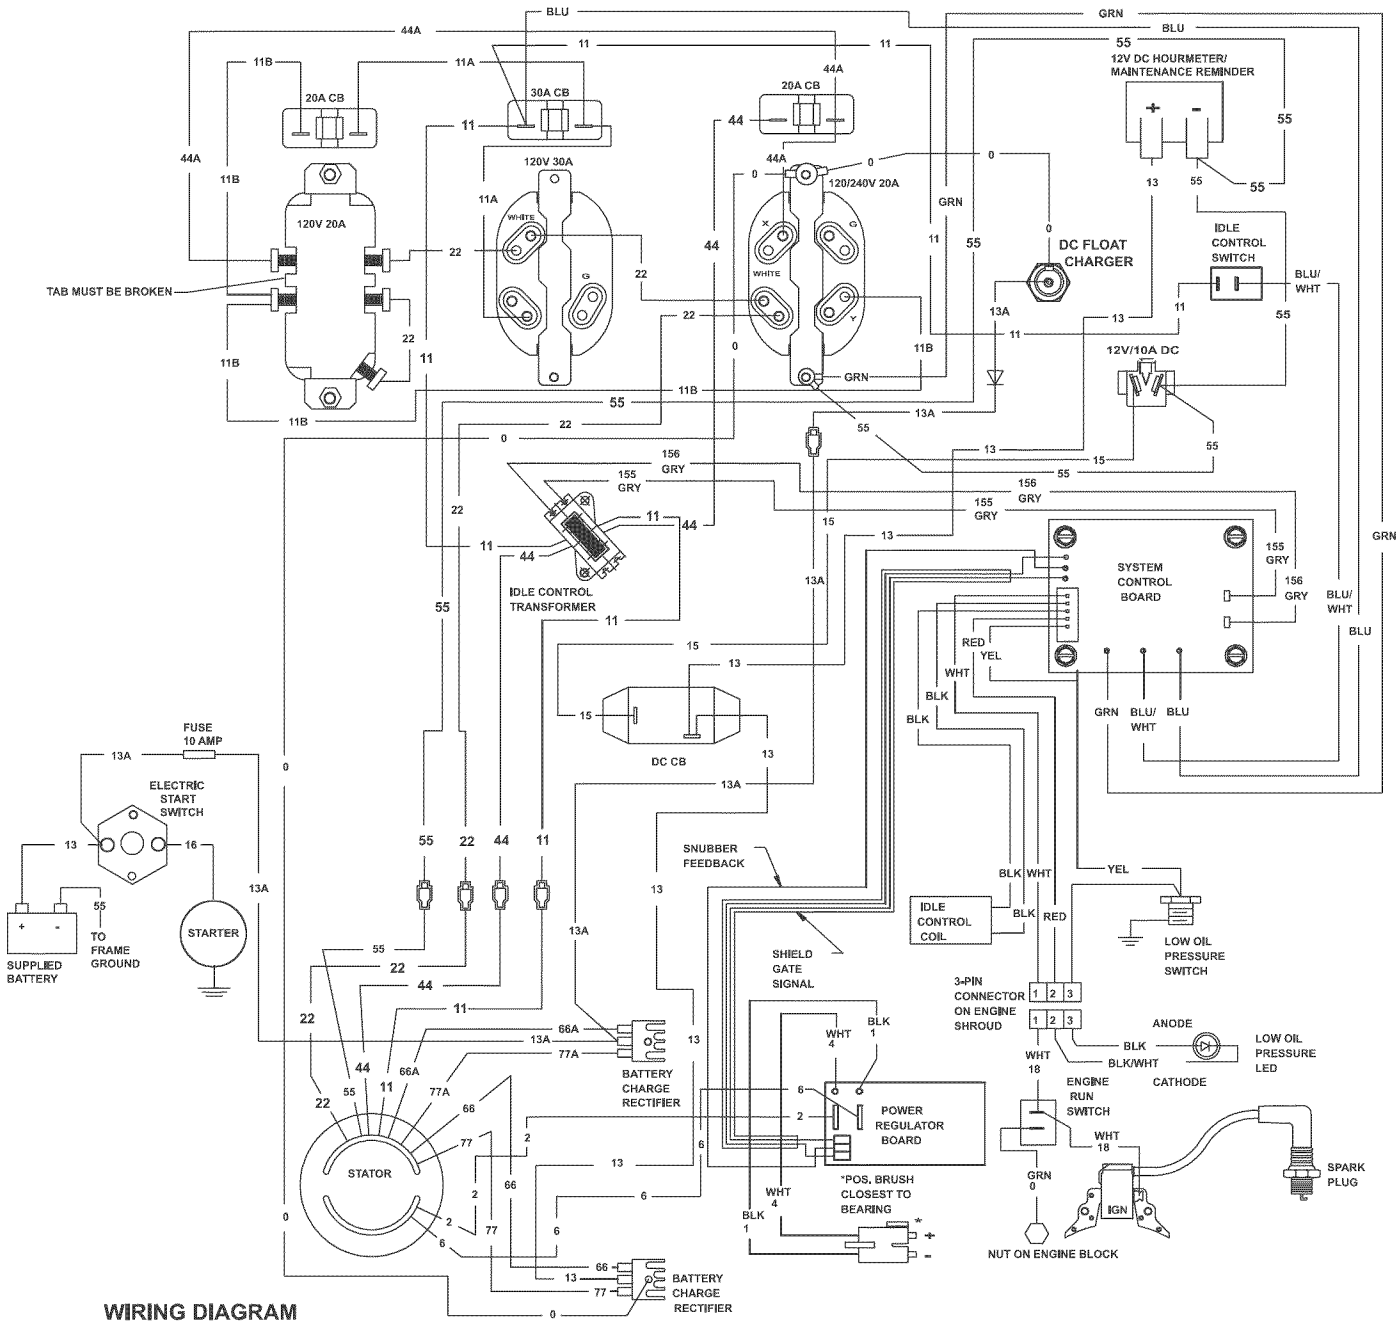 BLU
GRN
44A
11
11
BLU
55
11B
11A
44A
12V DC HOURMETER/
MAINTENANCE REMINDER
20A CB
30A CB
20A CB
+
-
55
11
44
44A
11B
11A
120V 30A
44A
0
0
0
120/240V 20A
13
55
55
GRN
120V 20A
WHITE
X
G
0
11
55
IDLE
CONTROL
SWITCH
22
22
44
DC FLOAT
CHARGER
WHITE
G
BLU/
WHT
TAB MUST BE BROKEN
22
22
Y
13A
13
11
11
55
11B
11
0
11B
12V/10A DC
GRN
11B
55
13A
11B
22
0
55
55
13
15
55
156
GRY
155
GRY
156
GRY
155
GRY
22
11
44
15
13
GRN
11
44
SYSTEM
CONTROL
BOARD
155
GRY
156
GRY
13A
IDLE CONTROL
TRANSFORMER
55
11
BLU/
WHT
BLU
15
13
RED
YEL
WHT
BLK
BLK
15
GRN
BLU/
WHT
BLU
DC CB
13
FUSE
10 AMP
13A
0
13A
ELECTRIC
START
SWITCH
13
16
55
22
44
11
SNUBBER
FEEDBACK
BLK
WHT
YEL
13A
13
55
+
-
TO
FRAME
GROUND
SUPPLIED
BATTERY
STARTER
IDLE
CONTROL
COIL
BLK
RED
LOW OIL
PRESSURE
SWITCH
13A
55
22
44
11
SHIELD
GATE
SIGNAL
3-PIN
CONNECTOR
ON ENGINE
SHROUD
1 2 3
1 2 3
ANODE
22
66A
13A
77A
13
WHT
4
BLK
1
BLK
BLK/WHT
LOW OIL
PRESSURE
LED
WHT
18
CATHODE
BATTERY
CHARGE
RECTIFIER
44
11
66A
55
22
77A
66
77
6
2
POWER
REGULATOR
BOARD
ENGINE
RUN
SWITCH
WHT
18
2
6
STATOR
13
66
2
6
GRN
0
SPARK
PLUG
*POS. BRUSH
CLOSEST TO
BEARING
WHT
4
BLK
1
*
+
-
IGN
0
2
6
77
6
NUT ON ENGINE BLOCK
66
13
77
BATTERY
CHARGE
RECTIFIER
0
WIRING DIAGRAM